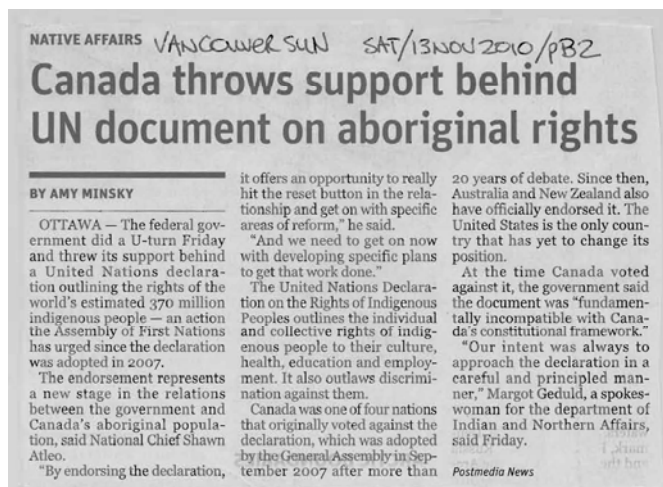 NATIVE AFFAIRS VANCOUVER SUN SAT/13NOV2010/pB2
Canada throws support behind
UN document on aboriginal rights
BY AMY MINSKY
OTTAWA — The federal gov-
ernment did a U-turn Friday
and threw its support behind
a United Nations declara-
tion outlining the rights of the
world's estimated 370 million
indigenous people — an action
the Assembly of First Nations
has urged since the declaration
was adopted in 2007.
The endorsement represents
a new stage in the relations
between the government and
Canada's aboriginal popula-
tion, said National Chief Shawn
Atleo.
"By endorsing the declaration,
it offers an opportunity to really
hit the reset button in the rela-
tionship and get on with specific
areas of reform," he said.
"And we need to get on now
with developing specific plans
to get that work done."
The United Nations Declara-
tion on the Rights of Indigenous
Peoples outlines the individual
and collective rights of indig-
enous people to their culture,
health, education and employ-
ment. It also outlaws discrimi-
nation against them.
Canada was one of four nations
that originally voted against the
declaration, which was adopted
by the General Assembly in Sep-
tember 2007 after more than
20 years of debate. Since then,
Australia and New Zealand also
have officially endorsed it. The
United States is the only coun-
try that has yet to change its
position.
At the time Canada voted
against it, the government said
the document was "fundamen-
tally incompatible with Cana-
da's constitutional framework."
"Our intent was always to
approach the declaration in a
careful and principled man-
ner," Margot Geduld, a spokes-
woman for the department of
Indian and Northern Affairs,
said Friday.
Postmedia News